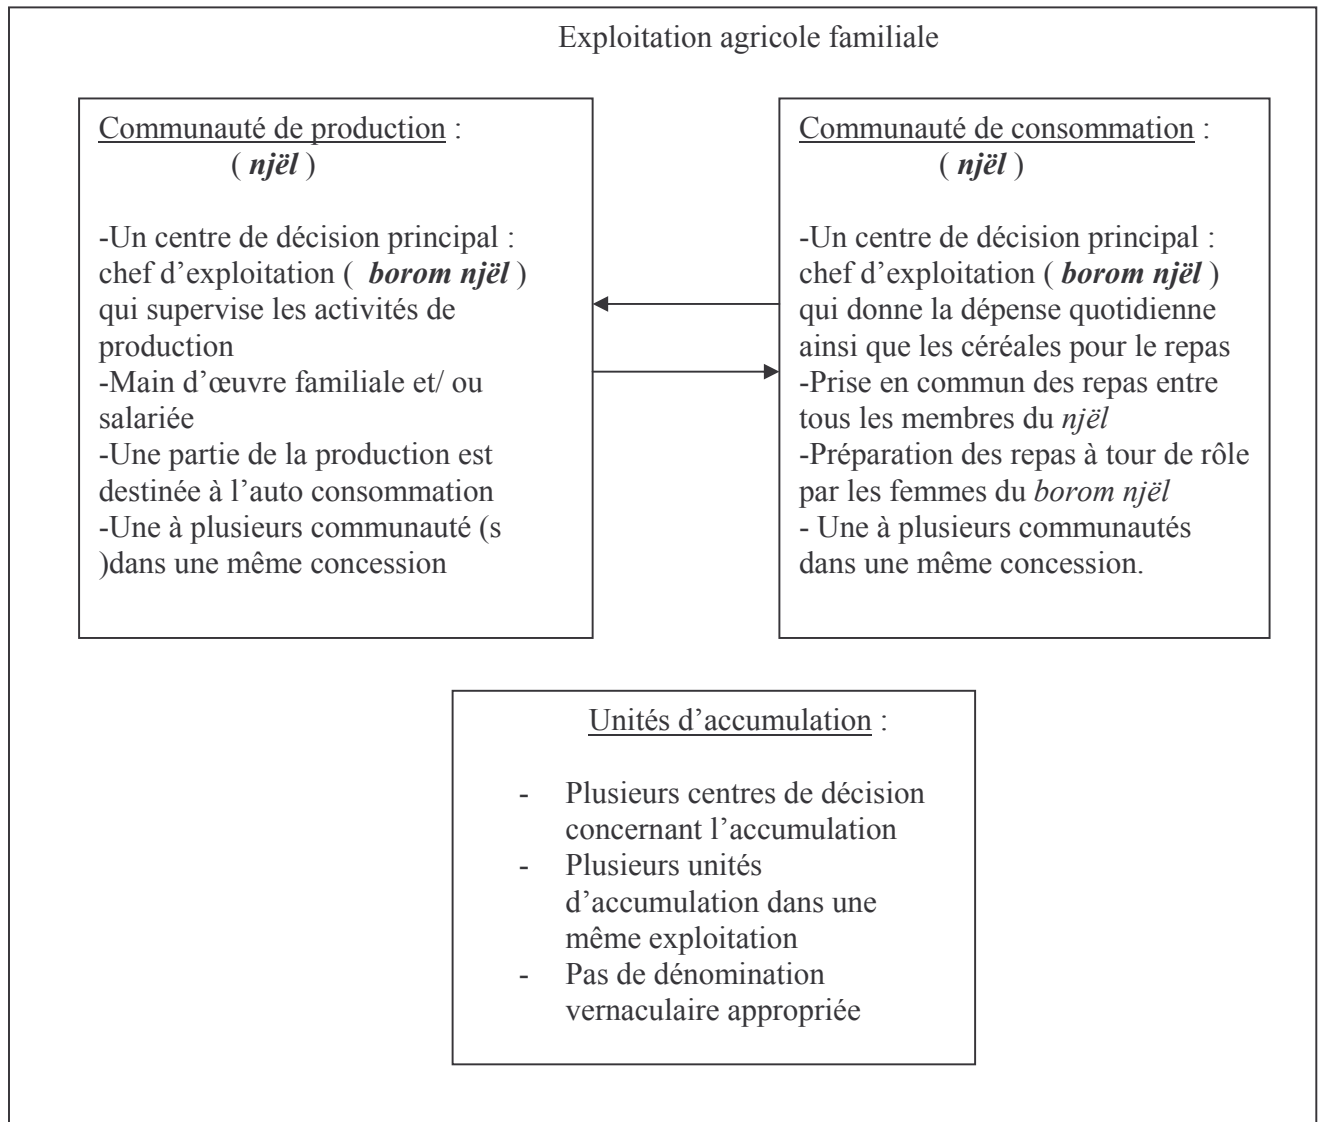 Exploitation agricole familiale
Communauté de production :
( njël )
-Un centre de décision principal :
chef d’exploitation ( borom njël )
qui supervise les activités de
production
-Main d’œuvre familiale et/ ou
salariée
-Une partie de la production est
destinée à l’auto consommation
-Une à plusieurs communauté (s
)dans une même concession
Communauté de consommation :
( njël )
-Un centre de décision principal :
chef d’exploitation ( borom njël )
qui donne la dépense quotidienne
ainsi que les céréales pour le repas
-Prise en commun des repas entre
tous les membres du njël
-Préparation des repas à tour de rôle
par les femmes du borom njël
- Une à plusieurs communautés
dans une même concession.
Unités d’accumulation :
- Plusieurs centres de décision
concernant l’accumulation
- Plusieurs unités
d’accumulation dans une
même exploitation
- Pas de dénomination
vernaculaire appropriée